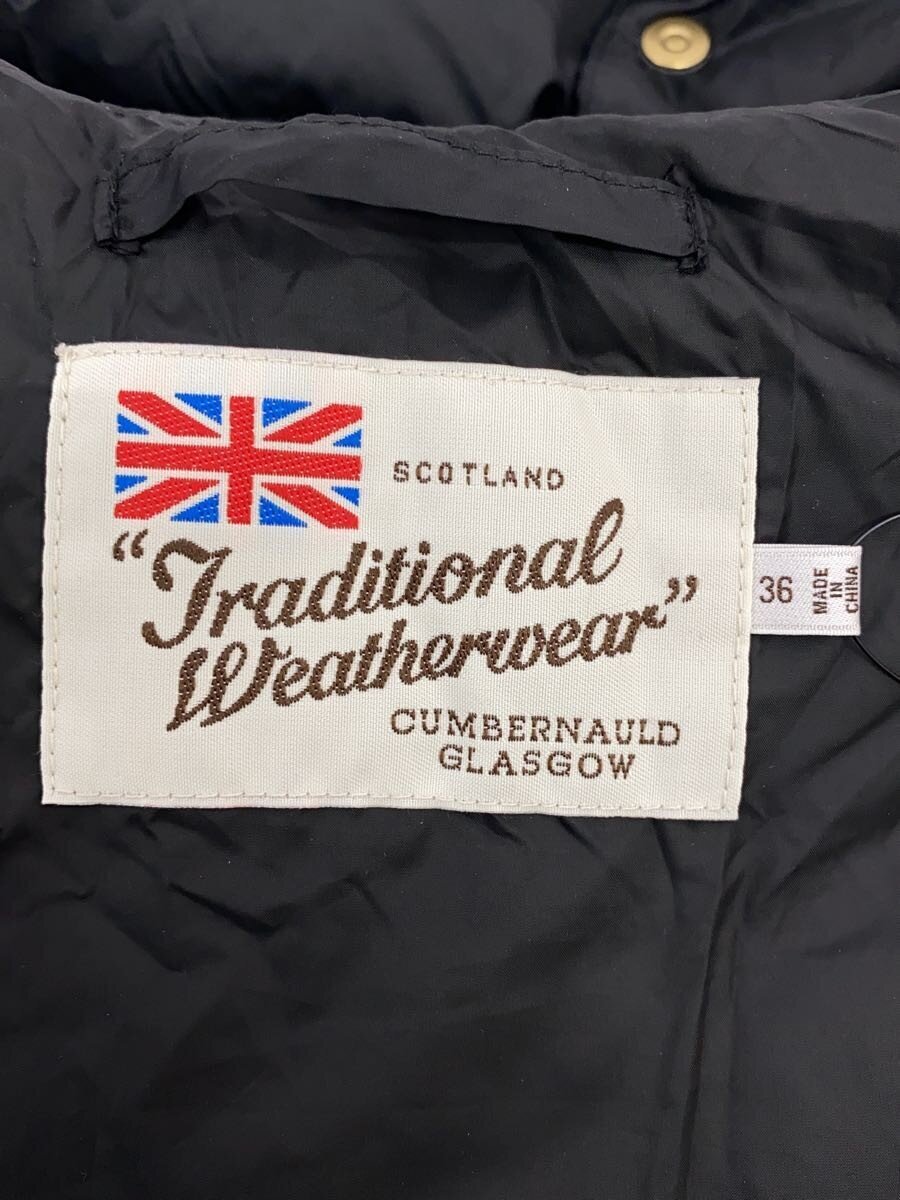 SCOTLAND
“Traditional
Weatherwear”
CUMBERNAULD
GLASGOW
36
MADE
IN
CHINA